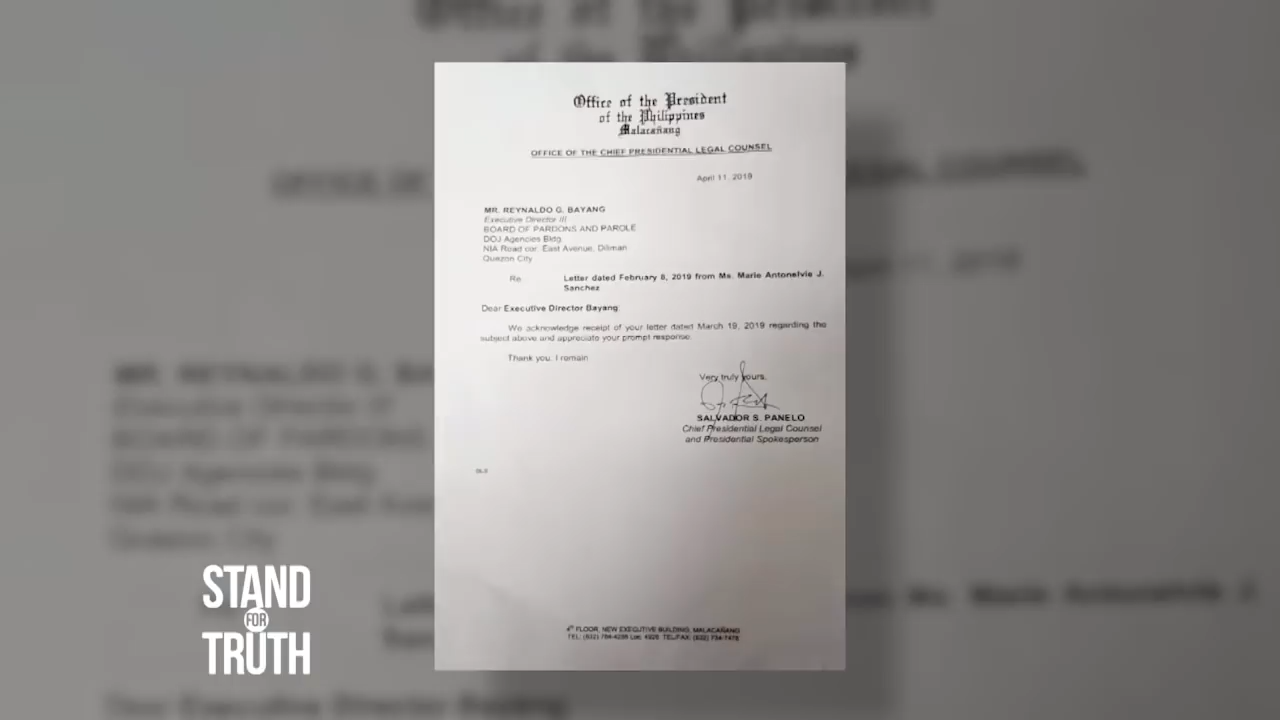 Office of the President
of the Philippines
Malacañang
OFFICE OF THE CHIEF PRESIDENTIAL LEGAL COUNSEL
April 11, 2019
MR. REYNALDO G. BAYANG
Executive Director III
BOARD OF PARDONS AND PAROLE
DOJ Agencies Bldg
NIA Road cor. East Avenue, Diliman
Quezon City
Re Letter dated February 8, 2019 from Ms. Marie Antonelvie J.
Sanchez
Dear Executive Director Bayang
We acknowledge receipt of your letter dated March 19, 2019 regarding the
subject above and appreciate your prompt response.
Thank you. I remain
Very truly yours,
SALVADOR S. PANELO
Chief Presidential Legal Counsel
and Presidential Spokesperson
4th FLOOR, NEW EXECUTIVE BUILDING, MALACAÑANG
STAND
FOR
TRUTH